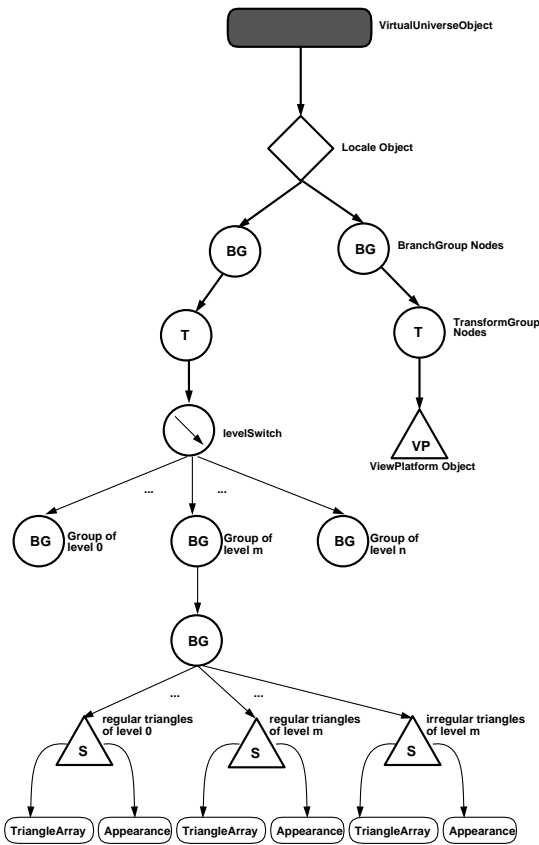 VirtualUniverseObject
Locale Object
BG
BG
BranchGroup Nodes
T
T
TransformGroup
Nodes
levelSwitch
VP
ViewPlatform Object
...
...
BG
Group of
level 0
BG
Group of
level m
BG
Group of
level n
BG
...
...
S
regular triangles
of level 0
S
regular triangles
of level m
S
irregular triangles
of level m
TriangleArray
Appearance
TriangleArray
Appearance
TriangleArray
Appearance